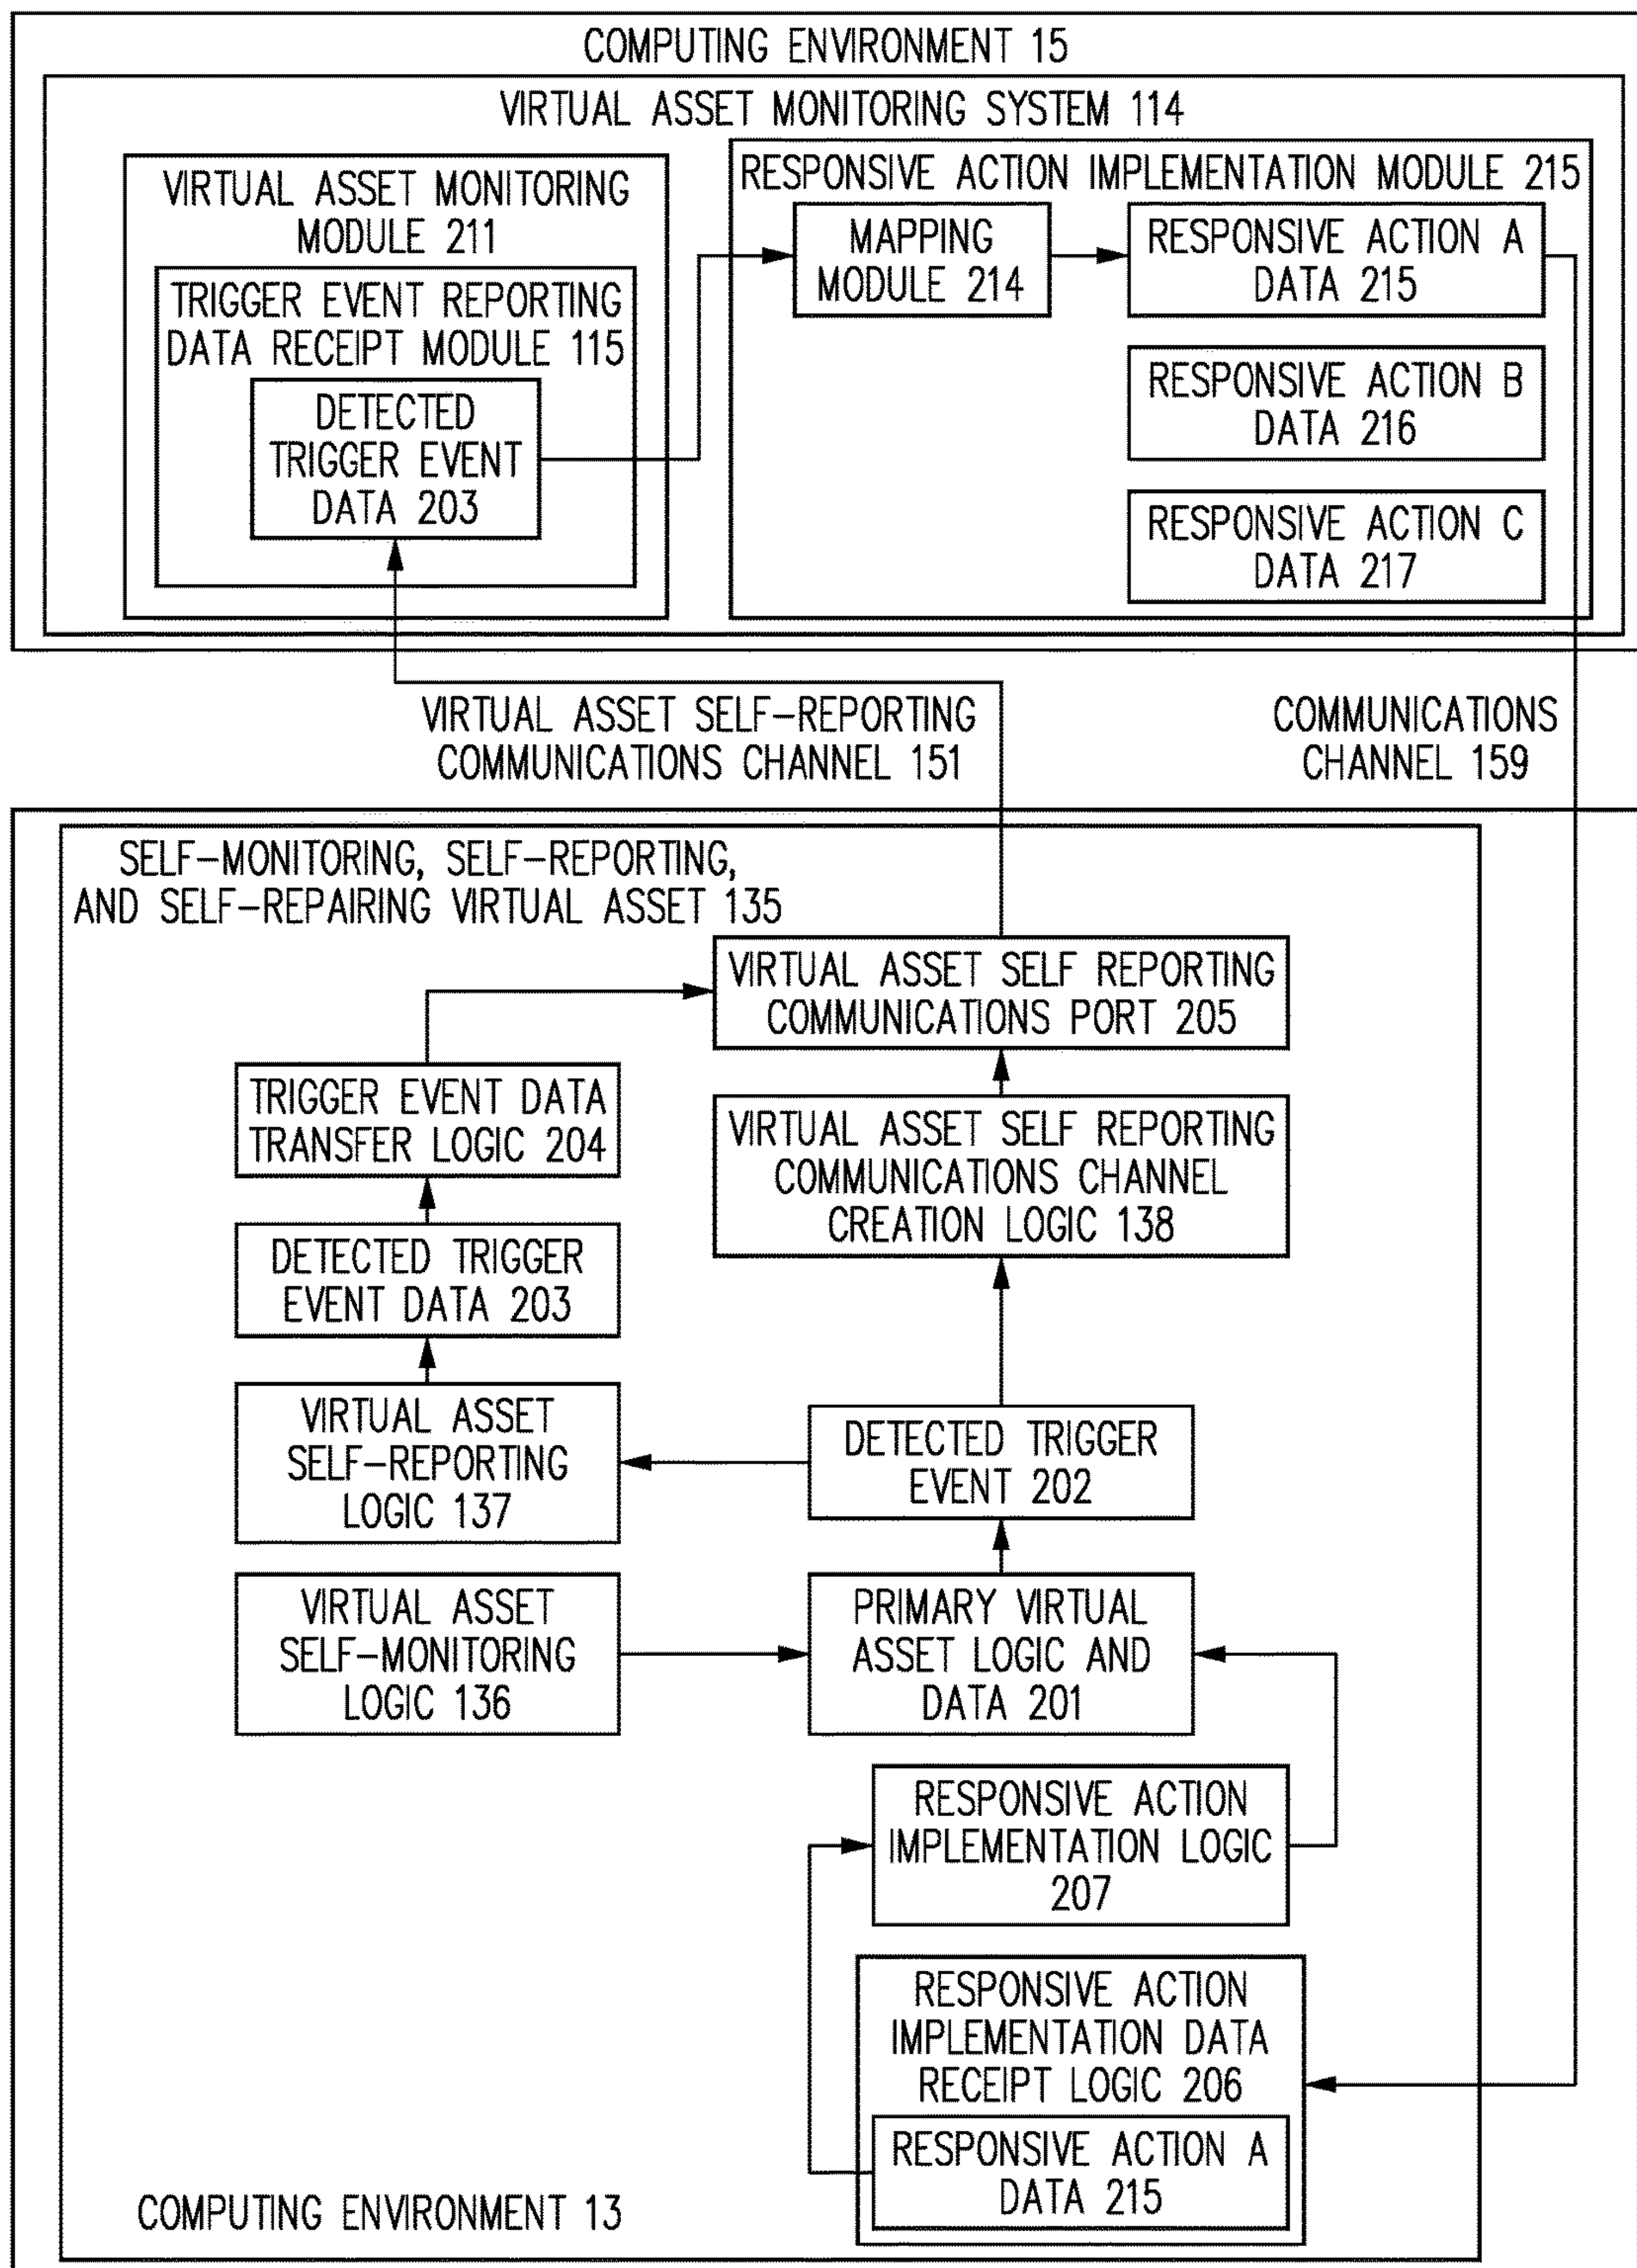 COMPUTING ENVIRONMENT 15
VIRTUAL ASSET MONITORING SYSTEM 114
VIRTUAL ASSET MONITORING
MODULE 211
TRIGGER EVENT REPORTING
DATA RECEIPT MODULE 115
DETECTED
TRIGGER EVENT
DATA 203
RESPONSIVE ACTION IMPLEMENTATION MODULE 215
MAPPING
MODULE 214
RESPONSIVE ACTION A
DATA 215
RESPONSIVE ACTION B
DATA 216
RESPONSIVE ACTION C
DATA 217
VIRTUAL ASSET SELF-REPORTING
COMMUNICATIONS CHANNEL 151
COMMUNICATIONS
CHANNEL 159
SELF-MONITORING, SELF-REPORTING,
AND SELF-REPAIRING VIRTUAL ASSET 135
VIRTUAL ASSET SELF REPORTING
COMMUNICATIONS PORT 205
TRIGGER EVENT DATA
TRANSFER LOGIC 204
VIRTUAL ASSET SELF REPORTING
COMMUNICATIONS CHANNEL
CREATION LOGIC 138
DETECTED TRIGGER
EVENT DATA 203
VIRTUAL ASSET
SELF-REPORTING
LOGIC 137
DETECTED TRIGGER
EVENT 202
VIRTUAL ASSET
SELF-MONITORING
LOGIC 136
PRIMARY VIRTUAL
ASSET LOGIC AND
DATA 201
RESPONSIVE ACTION
IMPLEMENTATION LOGIC
207
RESPONSIVE ACTION
IMPLEMENTATION DATA
RECEIPT LOGIC 206
RESPONSIVE ACTION A
DATA 215
COMPUTING ENVIRONMENT 13